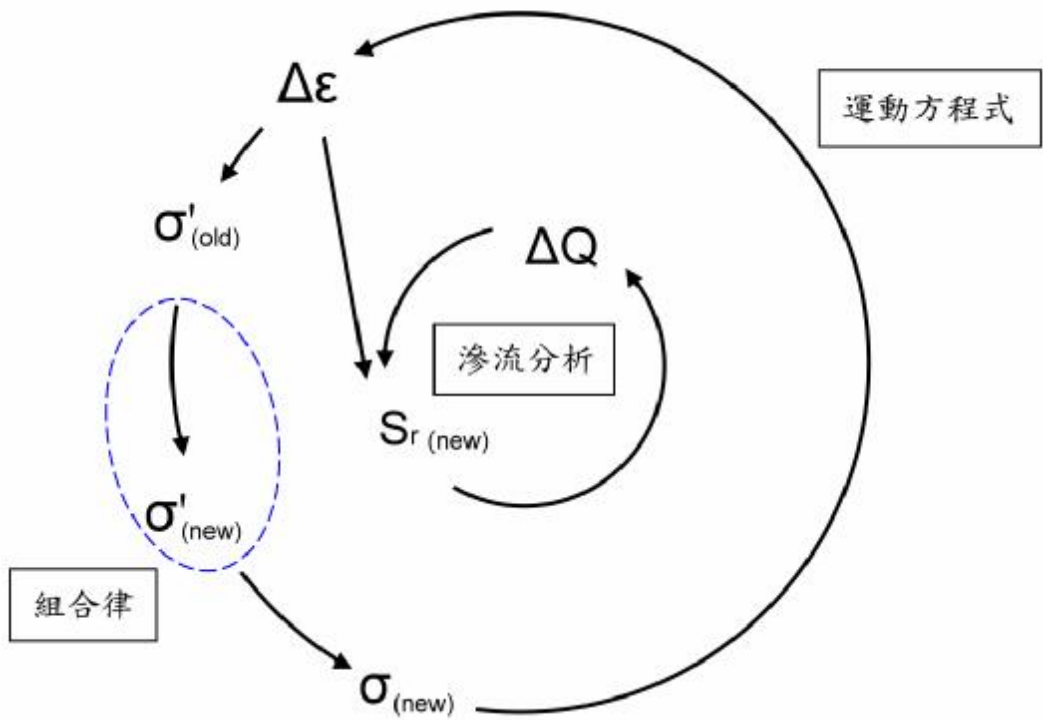 Δε
運動方程式
σ'(old)
ΔQ
滲流分析
Sr (new)
σ'(new)
組合律
σ(new)